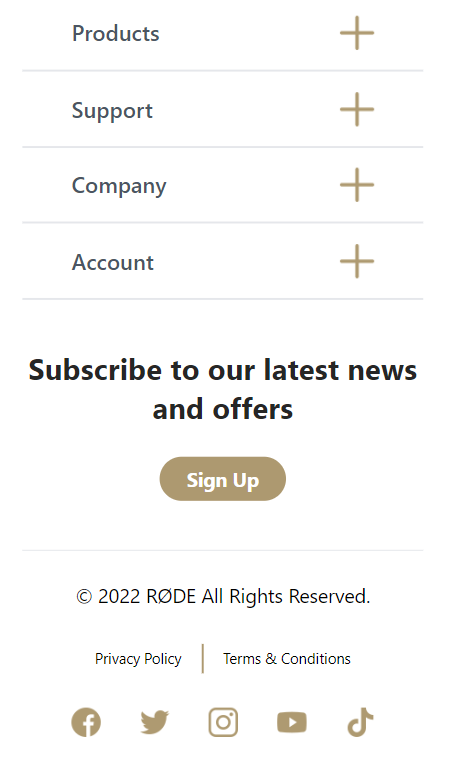 Products
Support
Company
Account
Subscribe to our latest news
and offers
Sign Up
© 2022 RØDE All Rights Reserved.
Privacy Policy
Terms & Conditions